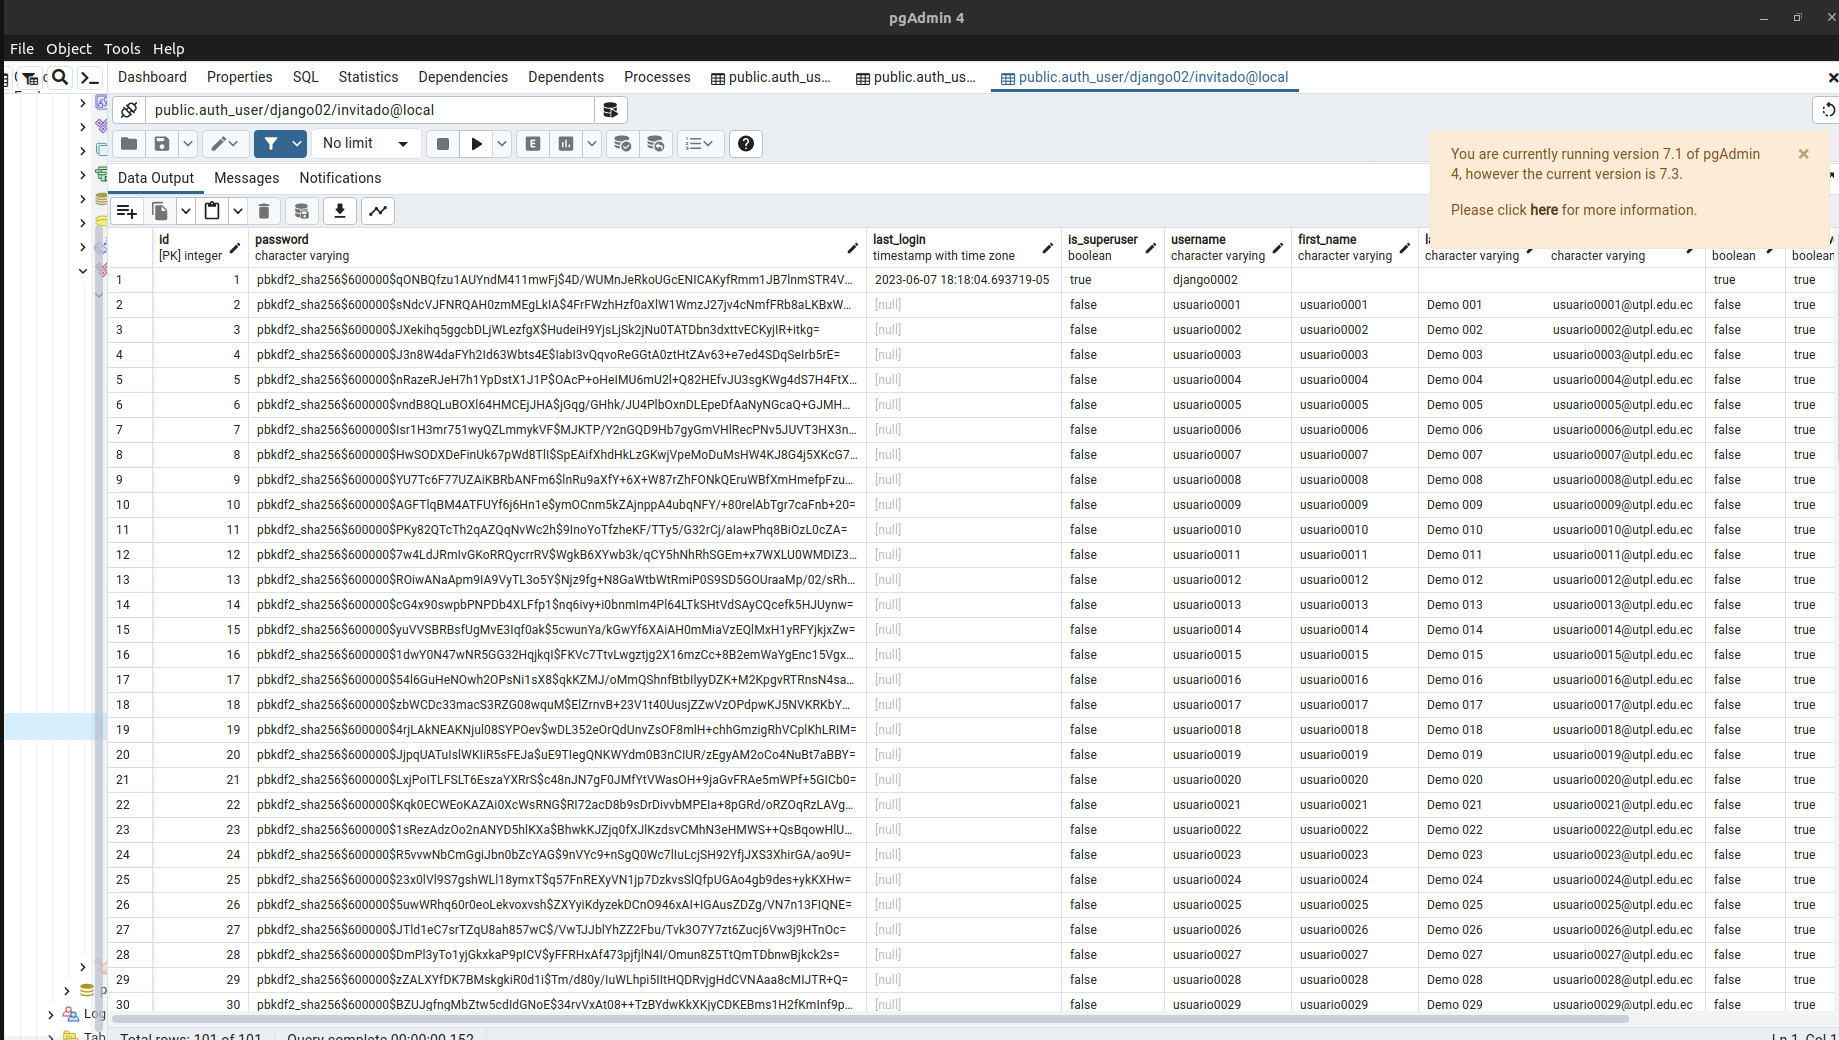 pgAdmin 4
File Object Tools Help
Dashboard Properties SQL Statistics Dependencies Dependents Processes public.auth_us... public.auth_us... public.auth_user/django02/invitado@local
public.auth_user/django02/invitado@local
No limit
You are currently running version 7.1 of pgAdmin
4, however the current version is 7.3.
Please click here for more information.
Data Output Messages Notifications
id password last_login is_superuser username first_name
[PK] integer character varying timestamp with time zone boolean character varying character varying character varying character varying boolean boolean
1 1 pbkdf2_sha256$600000$qONBQfzu1AUYndM411mwFj$4D/WUMnJeRkoUGcENICAKyfRmm1JB7lnmSTR4V... 2023-06-07 18:18:04.693719-05 true django0002 true true
2 2 pbkdf2_sha256$600000$sNdcVJFNRQAH0zmMEgLkIA$4FrFWzhHzf0aXlW1WmzJ27jv4cNmfFRb8aLKBxW... [null] false usuario0001 usuario0001 Demo 001 usuario0001@utpl.edu.ec false true
3 3 pbkdf2_sha256$600000$JXekihq5ggcbDLjWLezfgX$HudeiH9YjsLjSk2jNu0TATDbn3dxttvECKyjIR+itkg= [null] false usuario0002 usuario0002 Demo 002 usuario0002@utpl.edu.ec false true
4 4 pbkdf2_sha256$600000$J3n8W4daFYh2Id63Wbts4E$IabI3vQqvoReGGtA0ztHtZAv63+e7ed4SDqSeIrb5rE= [null] false usuario0003 usuario0003 Demo 003 usuario0003@utpl.edu.ec false true
5 5 pbkdf2_sha256$600000$nRazeRJeH7h1YpDstX1J1P$OAcP+oHeIMU6mU2l+Q82HEfvJU3sgKWg4dS7H4FtX... [null] false usuario0004 usuario0004 Demo 004 usuario0004@utpl.edu.ec false true
6 6 pbkdf2_sha256$600000$vndB8QLuBOXl64HMCEjJHA$jGqg/GHhk/JU4PlbOxnDLEpeDfAaNyNGcaQ+GJMH... [null] false usuario0005 usuario0005 Demo 005 usuario0005@utpl.edu.ec false true
7 7 pbkdf2_sha256$600000$Isr1H3mr751wyQZLmmykVF$MJKTP/Y2nGQD9Hb7gyGmVHlRecPNv5JUVT3HX3n... [null] false usuario0006 usuario0006 Demo 006 usuario0006@utpl.edu.ec false true
8 8 pbkdf2_sha256$600000$HwSODXDeFinUk67pWd8TlI$SpEAifXhdHkLzGKwjVpeMoDuMsHW4KJ8G4j5XKcG7... [null] false usuario0007 usuario0007 Demo 007 usuario0007@utpl.edu.ec false true
9 9 pbkdf2_sha256$600000$YU7Tc6F77UZAiKBRbANFm6$lnRu9aXfY+6X+W87rZhFONkQEruWBfXmHmefpFzu... [null] false usuario0008 usuario0008 Demo 008 usuario0008@utpl.edu.ec false true
10 10 pbkdf2_sha256$600000$AGFTlqBM4ATFUYf6j6Hn1e$ymOCnm5kZAjnppA4ubqNFY/+80relAbTgr7caFnb+20= [null] false usuario0009 usuario0009 Demo 009 usuario0009@utpl.edu.ec false true
11 11 pbkdf2_sha256$600000$PKy82QTcTh2qAZQqNvWc2h$9InoYoTfzheKF/TTy5/G32rCj/aIawPhq8BiOzL0cZA= [null] false usuario0010 usuario0010 Demo 010 usuario0010@utpl.edu.ec false true
12 12 pbkdf2_sha256$600000$7w4LdJRmIvGKoRRQycrrRV$WgkB6XYwb3k/qCY5hNhRhSGEm+x7WXLU0WMDIZ3... [null] false usuario0011 usuario0011 Demo 011 usuario0011@utpl.edu.ec false true
13 13 pbkdf2_sha256$600000$ROiwANaApm9IA9VyTL3o5Y$Njz9fg+N8GaWtbWtRmiP0S9SD5GOUraaMp/02/sRh... [null] false usuario0012 usuario0012 Demo 012 usuario0012@utpl.edu.ec false true
14 14 pbkdf2_sha256$600000$cG4x90swpbPNPDb4XLFfp1$nq6ivy+i0bnmIm4Pl64LTkSHtVdSAyCQcefk5HJUynw= [null] false usuario0013 usuario0013 Demo 013 usuario0013@utpl.edu.ec false true
15 15 pbkdf2_sha256$600000$yuVVSBRBsfUgMvE3Iqf0ak$5cwunYa/kGwYf6XAiAH0mMiaVzEQlMxH1yRFYjkjxZw= [null] false usuario0014 usuario0014 Demo 014 usuario0014@utpl.edu.ec false true
16 16 pbkdf2_sha256$600000$1dwY0N47wNR5GG32HqjkqI$FKVc7TtvLwgztjg2X16mzCc+8B2emWaYgEnc15Vgx... [null] false usuario0015 usuario0015 Demo 015 usuario0015@utpl.edu.ec false true
17 17 pbkdf2_sha256$600000$54l6GuHeNOwh2OPsNi1sX8$qkKZMJ/oMmQShnfBtbIlyyDZK+M2KpgvRTRnsN4sa... [null] false usuario0016 usuario0016 Demo 016 usuario0016@utpl.edu.ec false true
18 18 pbkdf2_sha256$600000$zbWCDc33macS3RZG08wquM$ElZrnvB+23V1t40UusjZZwVzOPdpwKJ5NVKRKbY... [null] false usuario0017 usuario0017 Demo 017 usuario0017@utpl.edu.ec false true
19 19 pbkdf2_sha256$600000$4rjLAkNEAKNjul08SYPOev$wDL352eOrQdUnvZsOF8mlH+chhGmzigRhVCplKhLRIM= [null] false usuario0018 usuario0018 Demo 018 usuario0018@utpl.edu.ec false true
20 20 pbkdf2_sha256$600000$JjpqUATuIslWKIiR5sFEJa$uE9TIegQNKWYdm0B3nCIUR/zEgyAM2oCo4NuBt7aBBY= [null] false usuario0019 usuario0019 Demo 019 usuario0019@utpl.edu.ec false true
21 21 pbkdf2_sha256$600000$LxjPoITLFSLT6EszaYXRrS$c48nJN7gF0JMfYtVWasOH+9jaGvFRAe5mWPf+5GICb0= [null] false usuario0020 usuario0020 Demo 020 usuario0020@utpl.edu.ec false true
22 22 pbkdf2_sha256$600000$Kqk0ECWEoKAZAi0XcWsRNG$RI72acD8b9sDrDivvbMPEIa+8pGRd/oRZOqRzLAVg... [null] false usuario0021 usuario0021 Demo 021 usuario0021@utpl.edu.ec false true
23 23 pbkdf2_sha256$600000$1sRezAdzOo2nANYD5hlKXa$BhwkKJZjq0fXJlKzdsvCMhN3eHMWS++QsBqowHlU... [null] false usuario0022 usuario0022 Demo 022 usuario0022@utpl.edu.ec false true
24 24 pbkdf2_sha256$600000$R5vvwNbCmGgiJbn0bZcYAG$9nVYc9+nSgQ0Wc7lIuLcjSH92YfjJXS3XhirGA/ao9U= [null] false usuario0023 usuario0023 Demo 023 usuario0023@utpl.edu.ec false true
25 25 pbkdf2_sha256$600000$23x0lVl9S7gshWLl18ymxT$q57FnREXyVN1jp7DzkvsSlQfpUGAo4gb9des+ykKXHw= [null] false usuario0024 usuario0024 Demo 024 usuario0024@utpl.edu.ec false true
26 26 pbkdf2_sha256$600000$5uwWRhq60r0eoLekvoxvsh$ZXYyiKdyzekDCnO946xAI+IGAusZDZg/VN7n13FIQNE= [null] false usuario0025 usuario0025 Demo 025 usuario0025@utpl.edu.ec false true
27 27 pbkdf2_sha256$600000$JTld1eC7srTZqU8ah857wC$/VwTJJblYhZZ2Fbu/Tvk3O7Y7zt6Zucj6Vw3j9HTnOc= [null] false usuario0026 usuario0026 Demo 026 usuario0026@utpl.edu.ec false true
28 28 pbkdf2_sha256$600000$DmPl3yTo1yjGkxkaP9pICV$yFFRHxAf473pjfjlN4I/Omun8Z5TtQmTDbnwBjkck2s= [null] false usuario0027 usuario0027 Demo 027 usuario0027@utpl.edu.ec false true
29 29 pbkdf2_sha256$600000$zZALXYfDK7BMskgkiR0d1i$Tm/d80y/IuWLhpi5IItHQDRvjgHdCVNAaa8cMIJTR+Q= [null] false usuario0028 usuario0028 Demo 028 usuario0028@utpl.edu.ec false true
30 30 pbkdf2_sha256$600000$BZUJgfngMbZtw5cdIdGNoE$34rvVxAt08++TzBYdwKkXKjyCDKEBms1H2fKmInf9p... [null] false usuario0029 usuario0029 Demo 029 usuario0029@utpl.edu.ec false true
Log
Tab
Total rows: 101 of 101 Query complete 00:00:00.152 Ln 1, Col 1